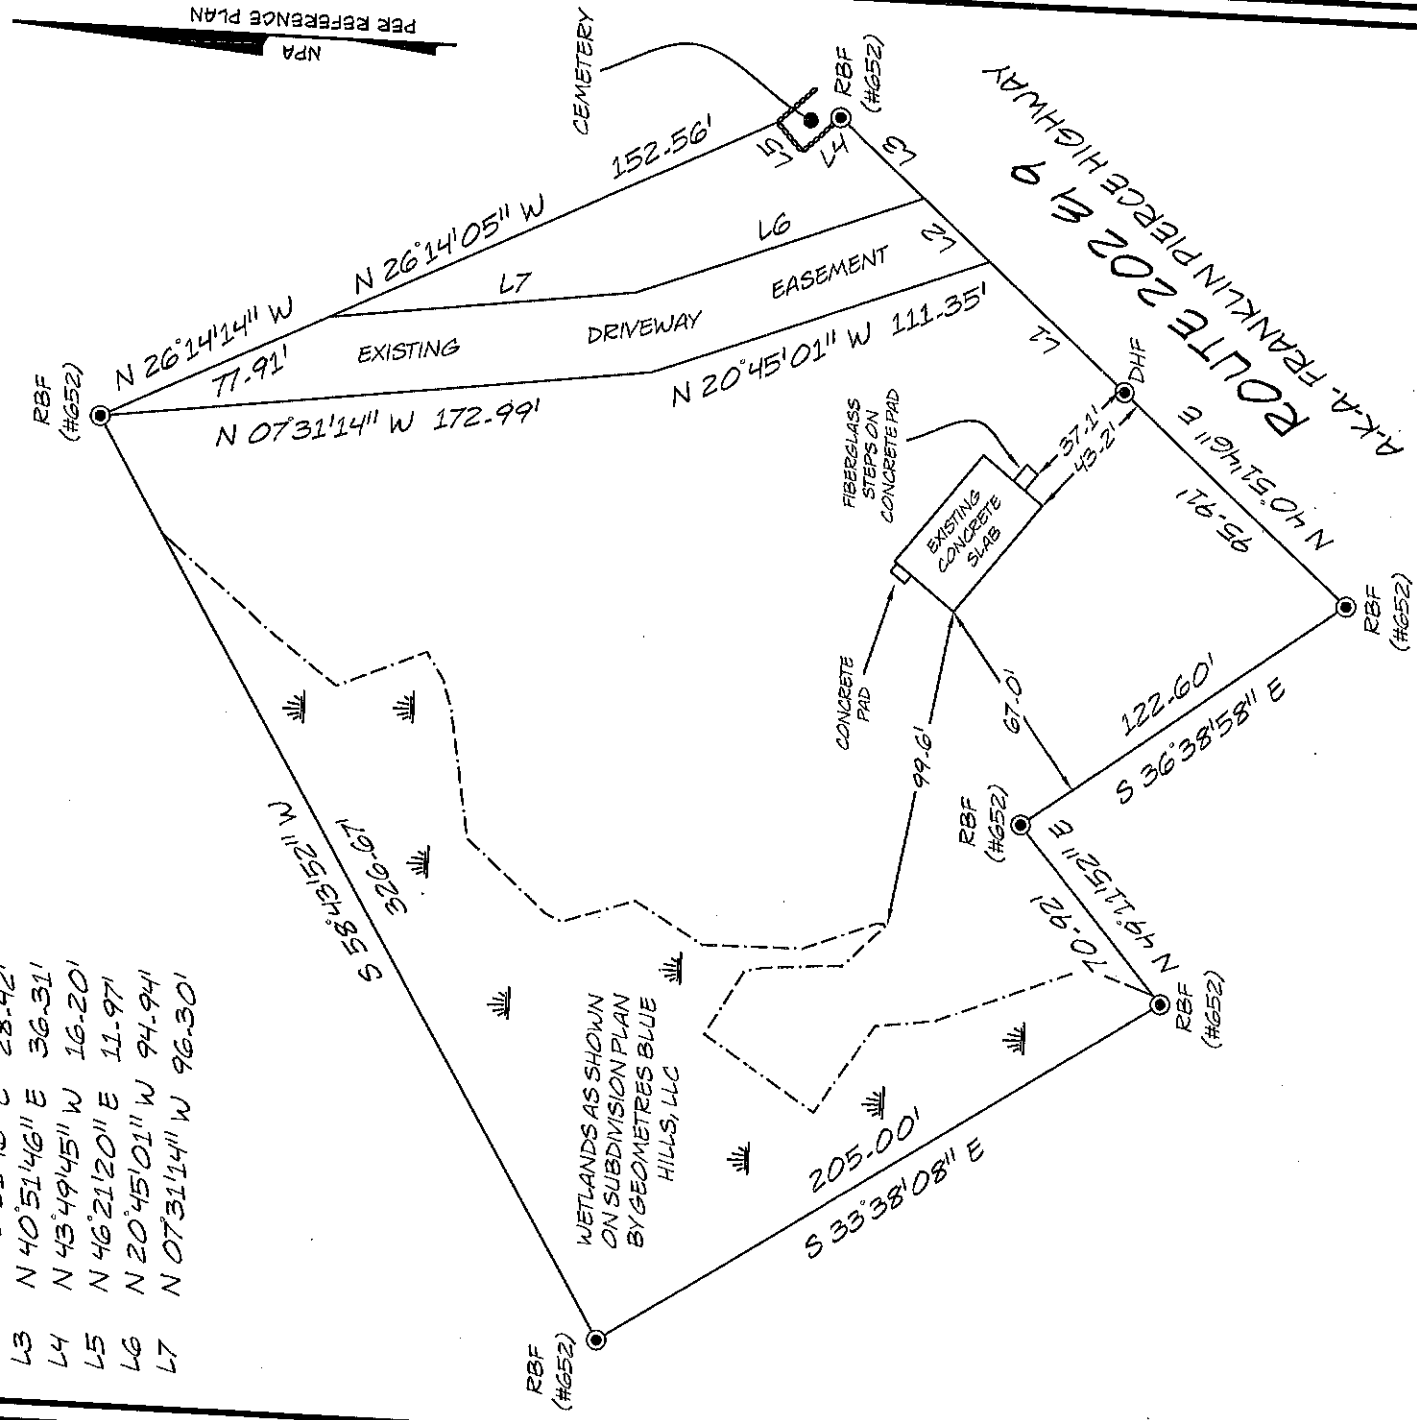 PER REFERENCE PLAN
NPA
CEMETERY
RBF
(#652)
L5
L4
L3
152.56'
N 26°14'05" W
L6
L7
L2
EASEMENT
DRIVEWAY
EXISTING
N 26°14'14" W
77.91'
RBF
(#652)
N 07°31'14" W 172.99'
N 20°45'01" W 111.35'
L1
DHF
ROUTE 202 & 9
A.K.A. FRANKLIN PIERCE HIGHWAY
FIBERGLASS
STEPS ON
CONCRETE PAD
37.1'
43.2'
EXISTING
CONCRETE
SLAB
N 40°51'46" E
95.91'
CONCRETE
PAD
RBF
(#652)
99.6'
67.0'
122.60'
S 36°38'58" E
RBF
(#652)
N 49°11'52" E
70.92'
RBF
(#652)
S 58°43'52" W
326.67'
WETLANDS AS SHOWN
ON SUBDIVISION PLAN
BY GEOMETRES BLUE
HILLS, LLC
205.00'
S 33°38'08" E
RBF
(#652)
28.42'
L3 N 40°51'46" E 36.31'
L4 N 43°49'45" W 16.20'
L5 N 46°21'20" E 11.97'
L6 N 20°45'01" W 94.94'
L7 N 07°31'14" W 96.30'